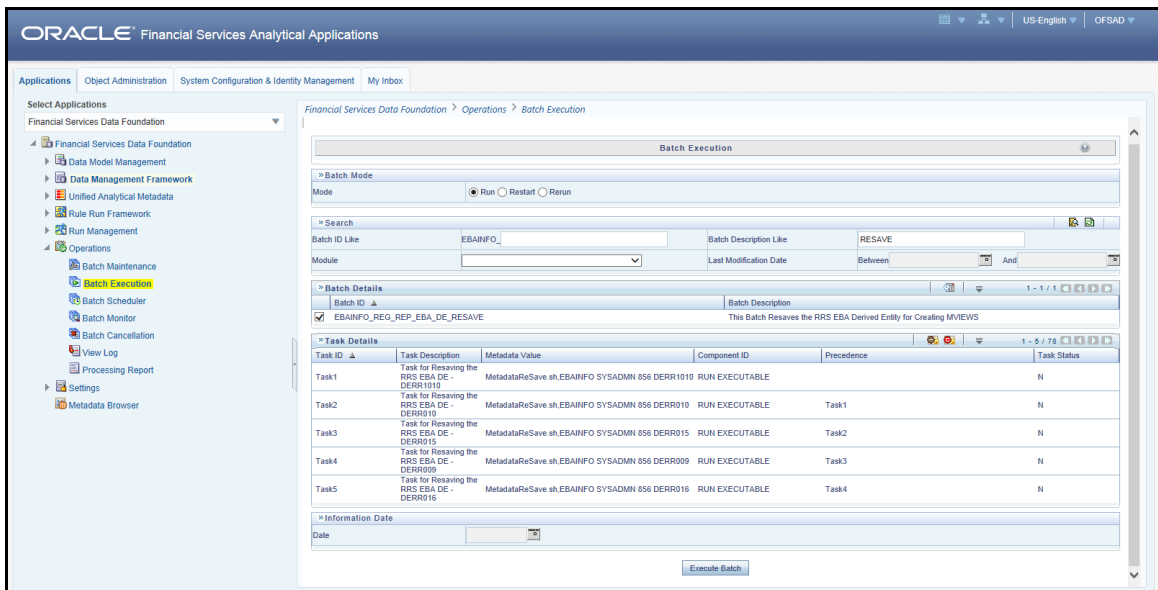 US-English
OFSAD
ORACLE Financial Services Analytical Applications
Applications
Object Administration
System Configuration & Identity Management
My Inbox
Select Applications
Financial Services Data Foundation
Financial Services Data Foundation
Data Model Management
Data Management Framework
Unified Analytical Metadata
Rule Run Framework
Run Management
Operations
Batch Maintenance
Batch Execution
Batch Scheduler
Batch Monitor
Batch Cancellation
View Log
Processing Report
Settings
Metadata Browser
Financial Services Data Foundation > Operations > Batch Execution
Batch Execution
»Batch Mode
Mode Run Restart Rerun
»Search
Batch ID Like EBAINFO_ Batch Description Like RESAVE
Module Last Modification Date Between And
»Batch Details 1 - 1 / 1
Batch ID Batch Description
EBAINFO_REG_REP_EBA_DE_RESAVE This Batch Resaves the RRS EBA Derived Entity for Creating MVIEWS
»Task Details 1 - 5 / 78
Task ID Task Description Metadata Value Component ID Precedence Task Status
Task for Resaving the
Task1 RRS EBA DE - MetadataReSave.sh,EBAINFO SYSADMN 856 DERR1010 RUN EXECUTABLE N
DERR1010
Task for Resaving the
Task2 RRS EBA DE - MetadataReSave.sh,EBAINFO SYSADMN 856 DERR010 RUN EXECUTABLE Task1 N
DERR010
Task for Resaving the
Task3 RRS EBA DE - MetadataReSave.sh,EBAINFO SYSADMN 856 DERR015 RUN EXECUTABLE Task2 N
DERR015
Task for Resaving the
Task4 RRS EBA DE - MetadataReSave.sh,EBAINFO SYSADMN 856 DERR009 RUN EXECUTABLE Task3 N
DERR009
Task for Resaving the
Task5 RRS EBA DE - MetadataReSave.sh,EBAINFO SYSADMN 856 DERR016 RUN EXECUTABLE Task4 N
DERR016
»Information Date
Date
Execute Batch